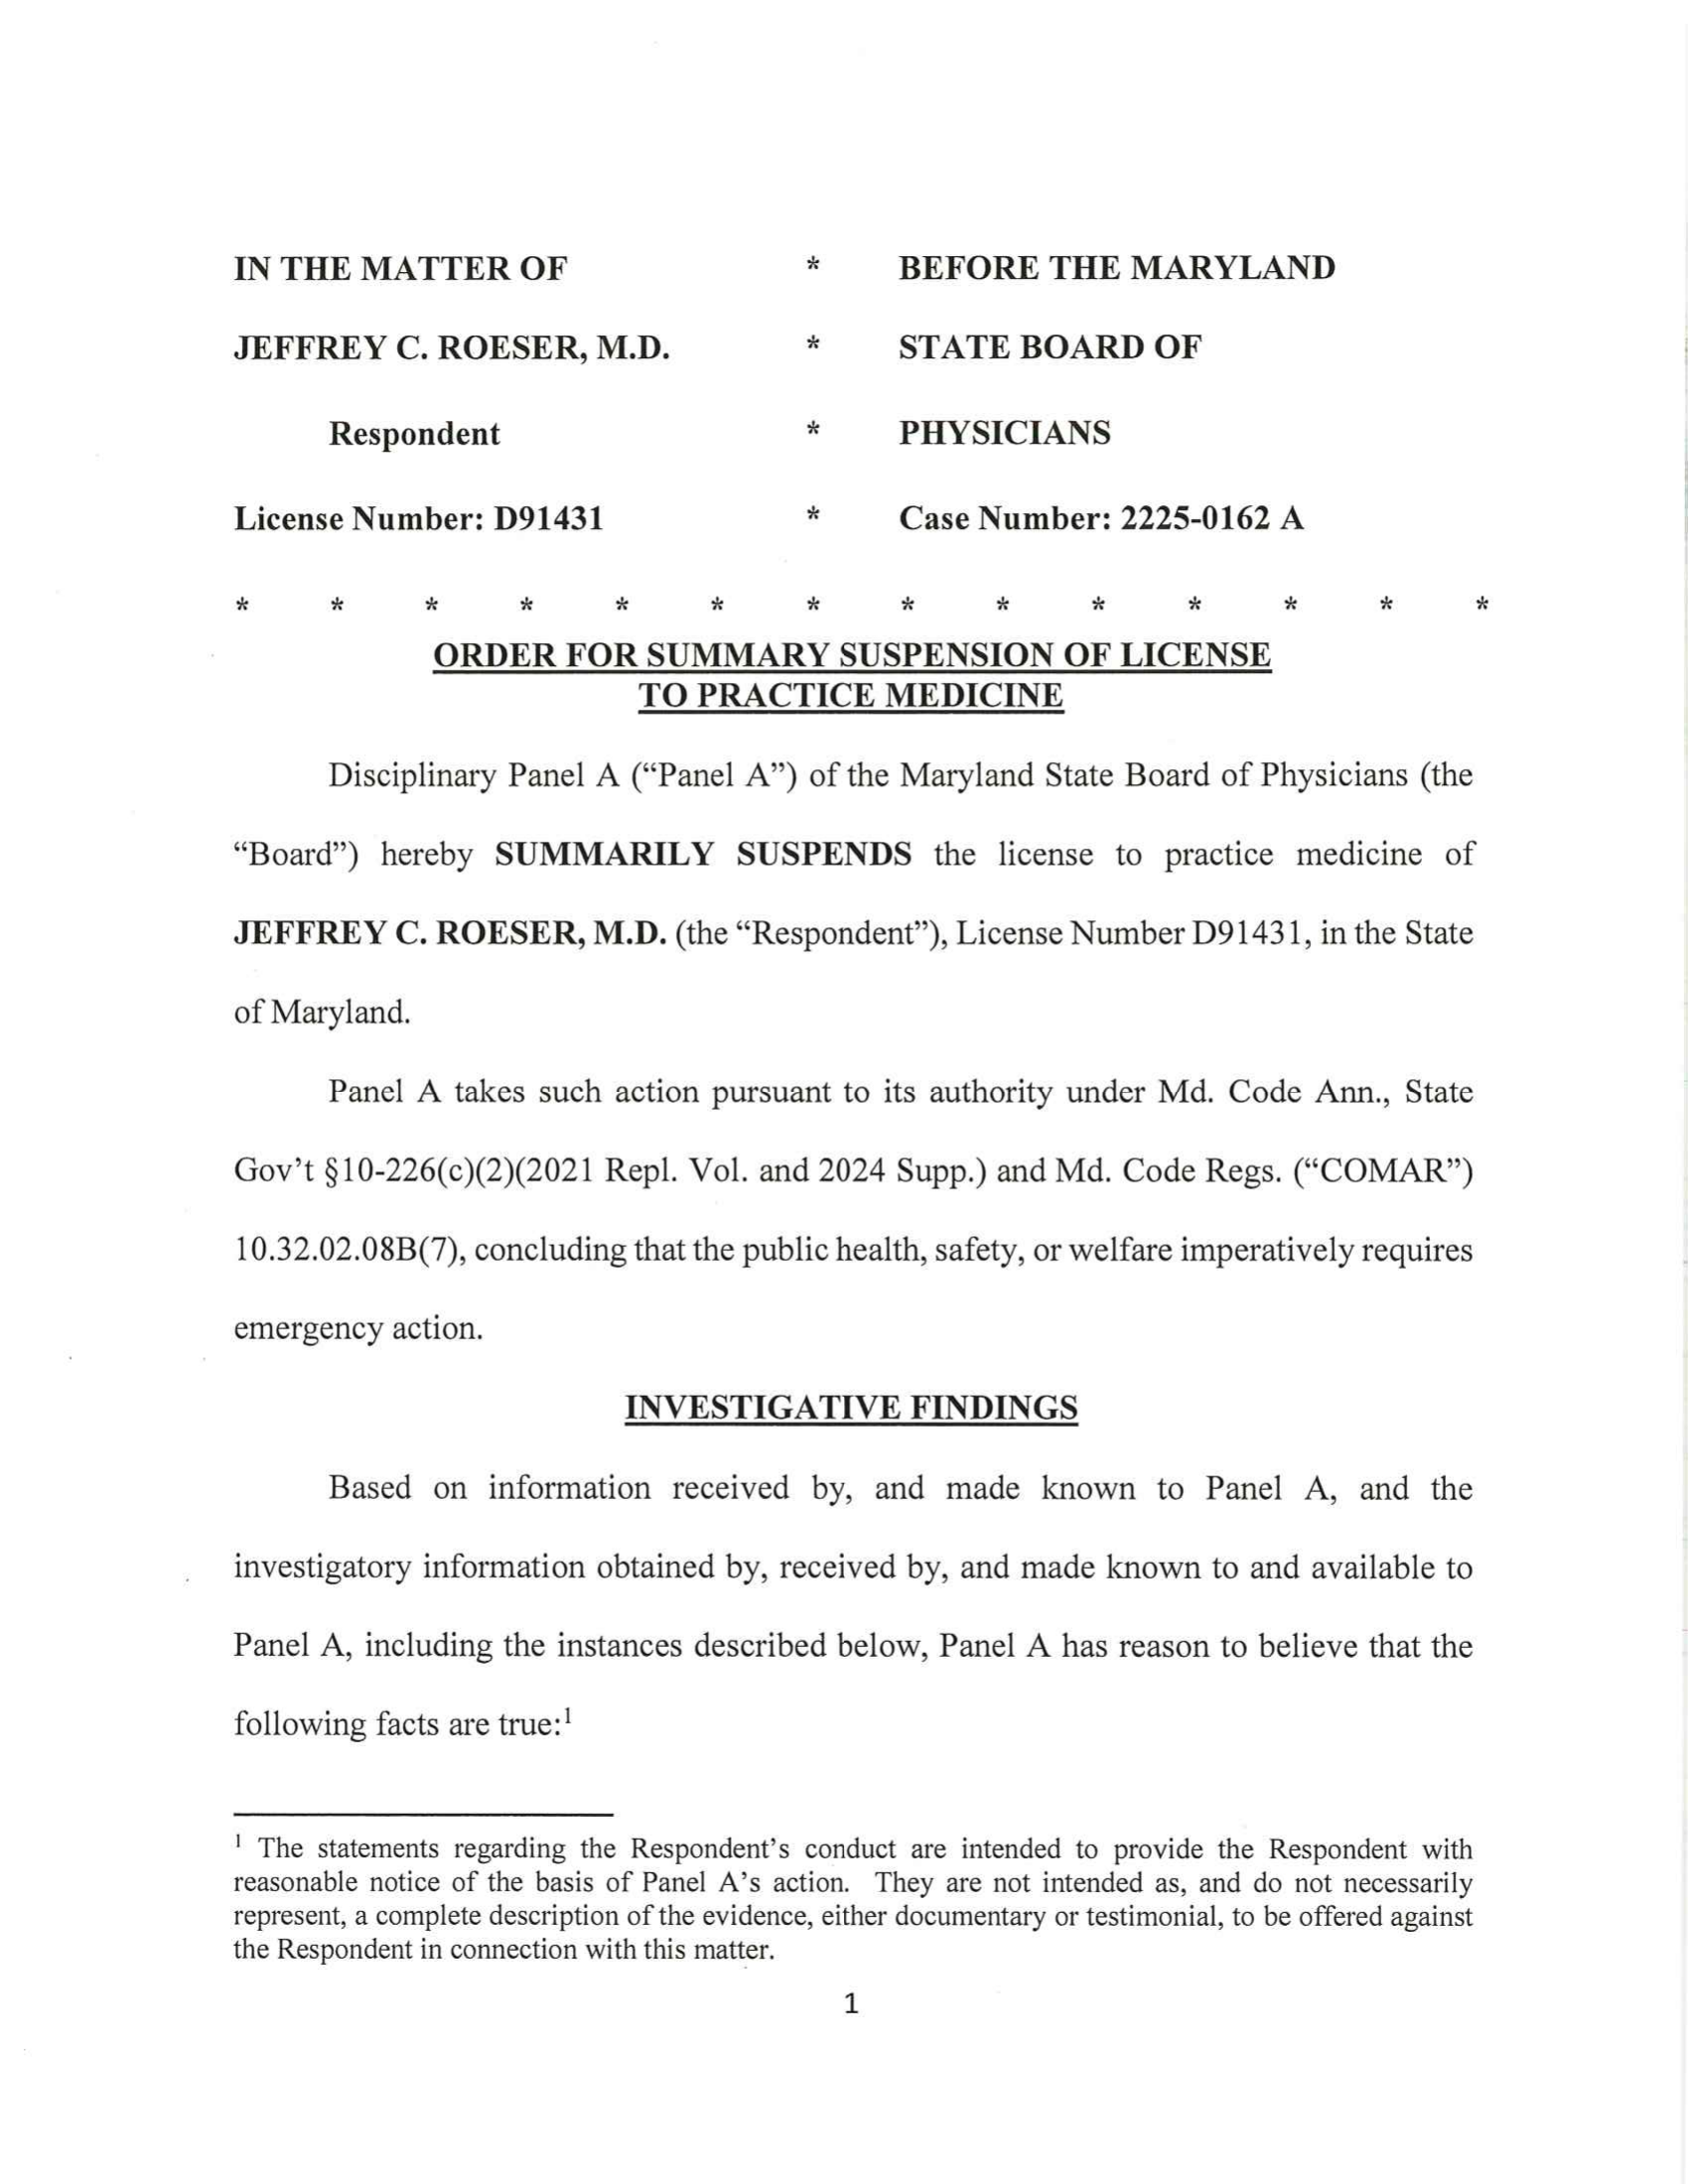 IN THE MATTER OF * BEFORE THE MARYLAND
JEFFREY C. ROESER, M.D. * STATE BOARD OF
Respondent * PHYSICIANS
License Number: D91431 * Case Number: 2225-0162 A
* * * * * * * * * * * * * *
ORDER FOR SUMMARY SUSPENSION OF LICENSE
TO PRACTICE MEDICINE
Disciplinary Panel A (“Panel A”) of the Maryland State Board of Physicians (the
“Board”) hereby SUMMARILY SUSPENDS the license to practice medicine of
JEFFREY C. ROESER, M.D. (the “Respondent”), License Number D91431, in the State
of Maryland.
Panel A takes such action pursuant to its authority under Md. Code Ann., State
Gov’t §10-226(c)(2)(2021 Repl. Vol. and 2024 Supp.) and Md. Code Regs. (“COMAR”)
10.32.02.08B(7), concluding that the public health, safety, or welfare imperatively requires
emergency action.
INVESTIGATIVE FINDINGS
Based on information received by, and made known to Panel A, and the
investigatory information obtained by, received by, and made known to and available to
Panel A, including the instances described below, Panel A has reason to believe that the
following facts are true:¹
¹ The statements regarding the Respondent’s conduct are intended to provide the Respondent with
reasonable notice of the basis of Panel A’s action. They are not intended as, and do not necessarily
represent, a complete description of the evidence, either documentary or testimonial, to be offered against
the Respondent in connection with this matter.
1